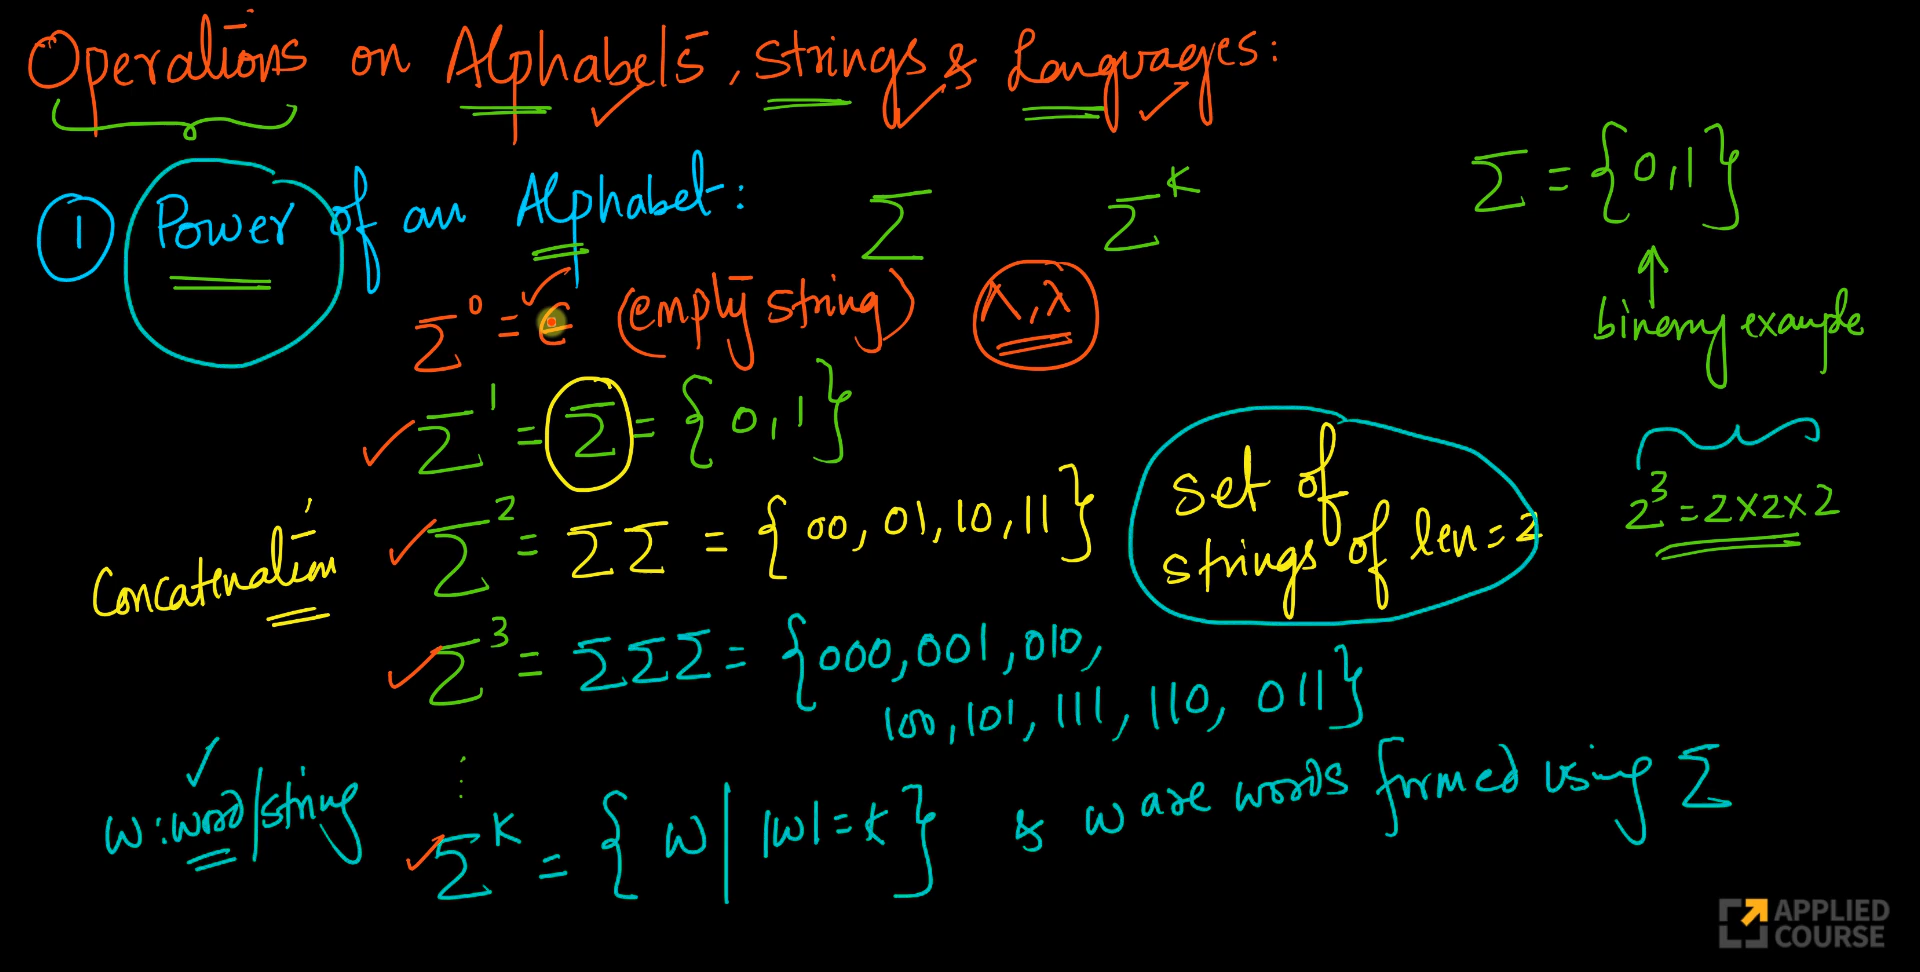 Operations on Alphabets, Strings & Languages:
① Power of an Alphabet: Σ Σ^K
Σ = {0,1}
binary example
Σ^0 = ϵ (empty string) Λ, λ
Σ^1 = Σ = {0,1}
Concatenation
Σ^2 = ΣΣ = {00, 01, 10, 11}
set of
strings of len=2
2^3 = 2×2×2
Σ^3 = ΣΣΣ = {000, 001, 010,
100, 101, 111, 110, 011}
⋮
w: word/string
Σ^K = {w | |w|=K} & w are words formed using Σ
APPLIED
COURSE